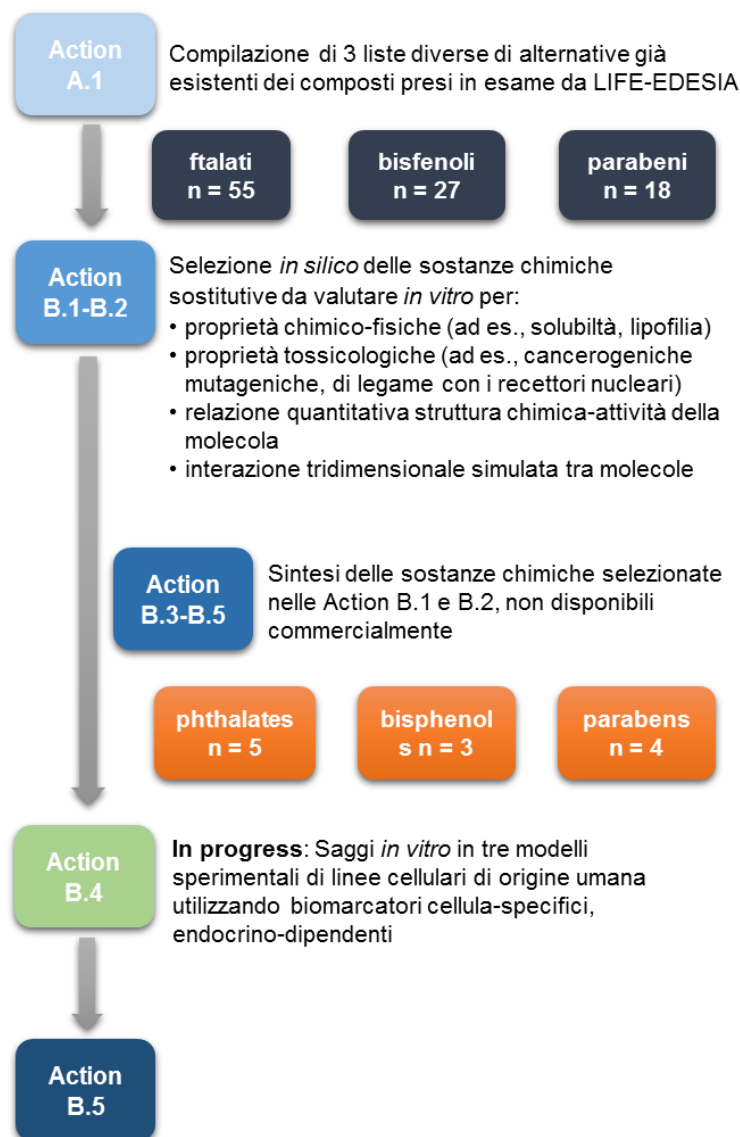 Action
A.1
Compilazione di 3 liste diverse di alternative già
esistenti dei composti presi in esame da LIFE-EDESIA
ftalati
n = 55
bisfenoli
n = 27
parabeni
n = 18
Action
B.1-B.2
Selezione in silico delle sostanze chimiche
sostitutive da valutare in vitro per:
• proprietà chimico-fisiche (ad es., solubiltà, lipofilia)
• proprietà tossicologiche (ad es., cancerogeniche
mutageniche, di legame con i recettori nucleari)
• relazione quantitativa struttura chimica-attività della
molecola
• interazione tridimensionale simulata tra molecole
Action
B.3-B.5
Sintesi delle sostanze chimiche selezionate
nelle Action B.1 e B.2, non disponibili
commercialmente
phthalates
n = 5
bisphenol
s n = 3
parabens
n = 4
Action
B.4
In progress: Saggi in vitro in tre modelli
sperimentali di linee cellulari di origine umana
utilizzando biomarcatori cellula-specifici,
endocrino-dipendenti
Action
B.5